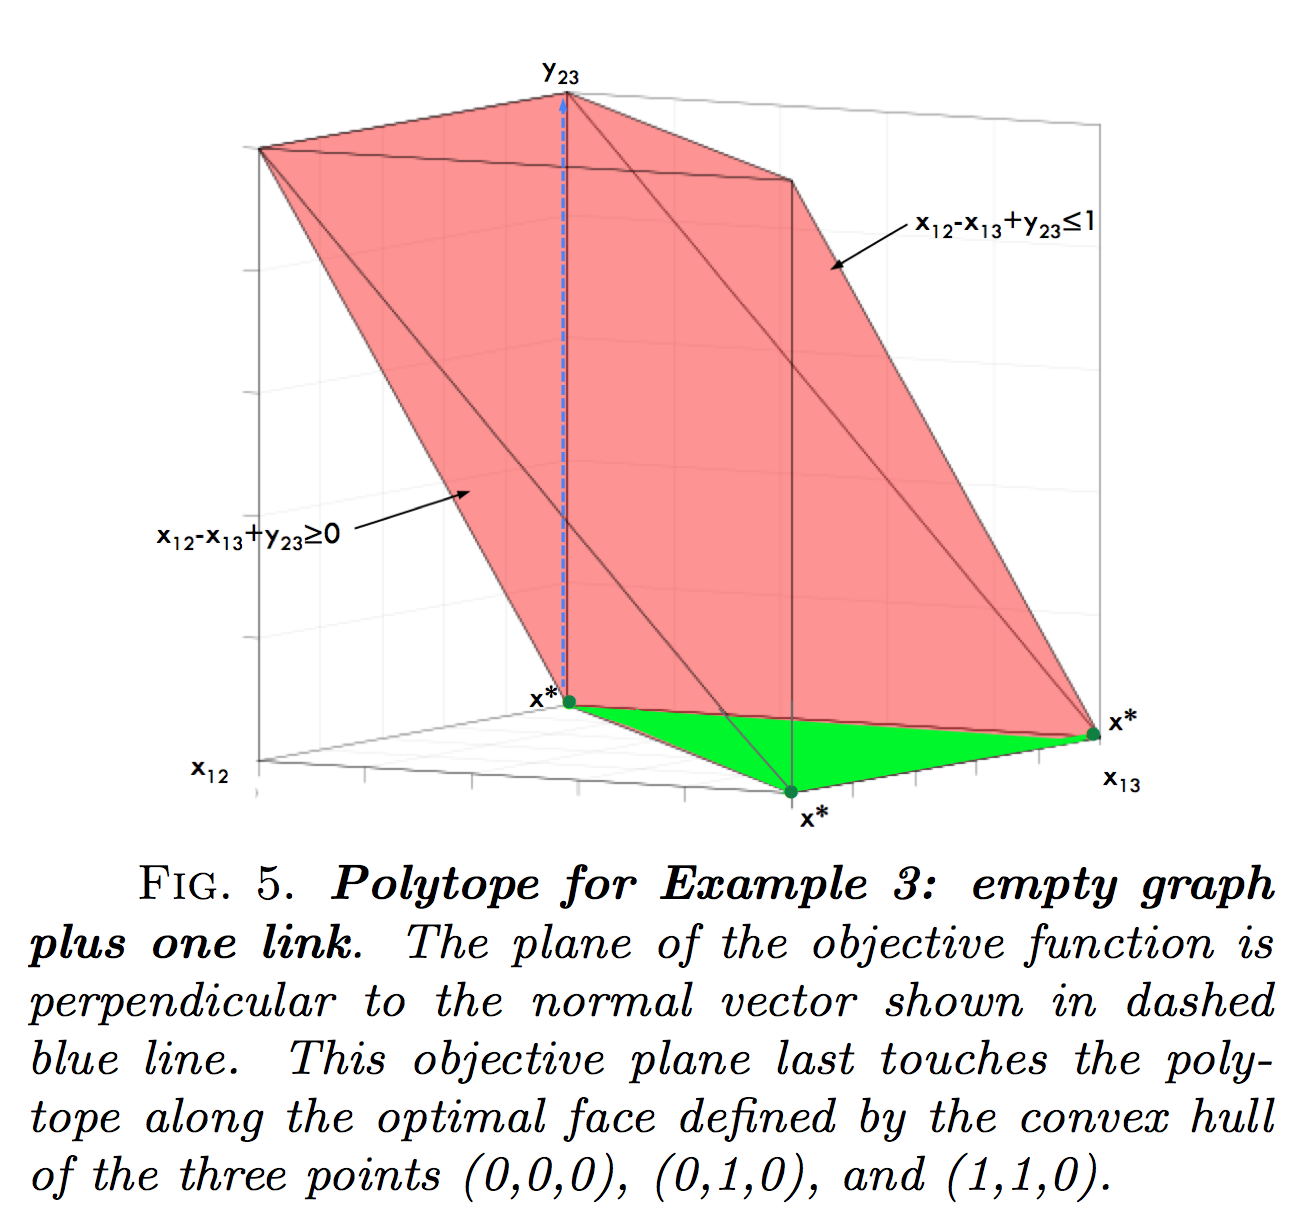 y₂₃
x₁₂-x₁₃+y₂₃≤1
x₁₂-x₁₃+y₂₃≥0
x*
x*
x₁₂
x₁₃
x*
FIG. 5. Polytope for Example 3: empty graph
plus one link. The plane of the objective function is
perpendicular to the normal vector shown in dashed
blue line. This objective plane last touches the poly-
tope along the optimal face defined by the convex hull
of the three points (0,0,0), (0,1,0), and (1,1,0).